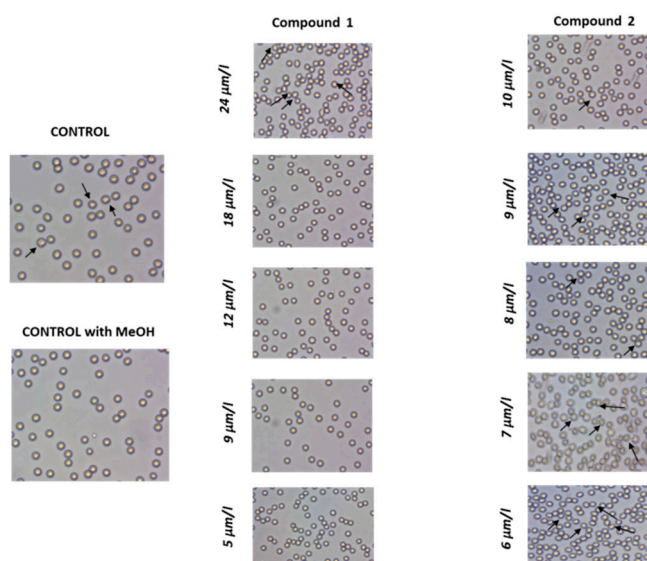 Compound 1
Compound 2
CONTROL
CONTROL with MeOH
24 μm/l
18 μm/l
12 μm/l
9 μm/l
5 μm/l
10 μm/l
9 μm/l
8 μm/l
7 μm/l
6 μm/l